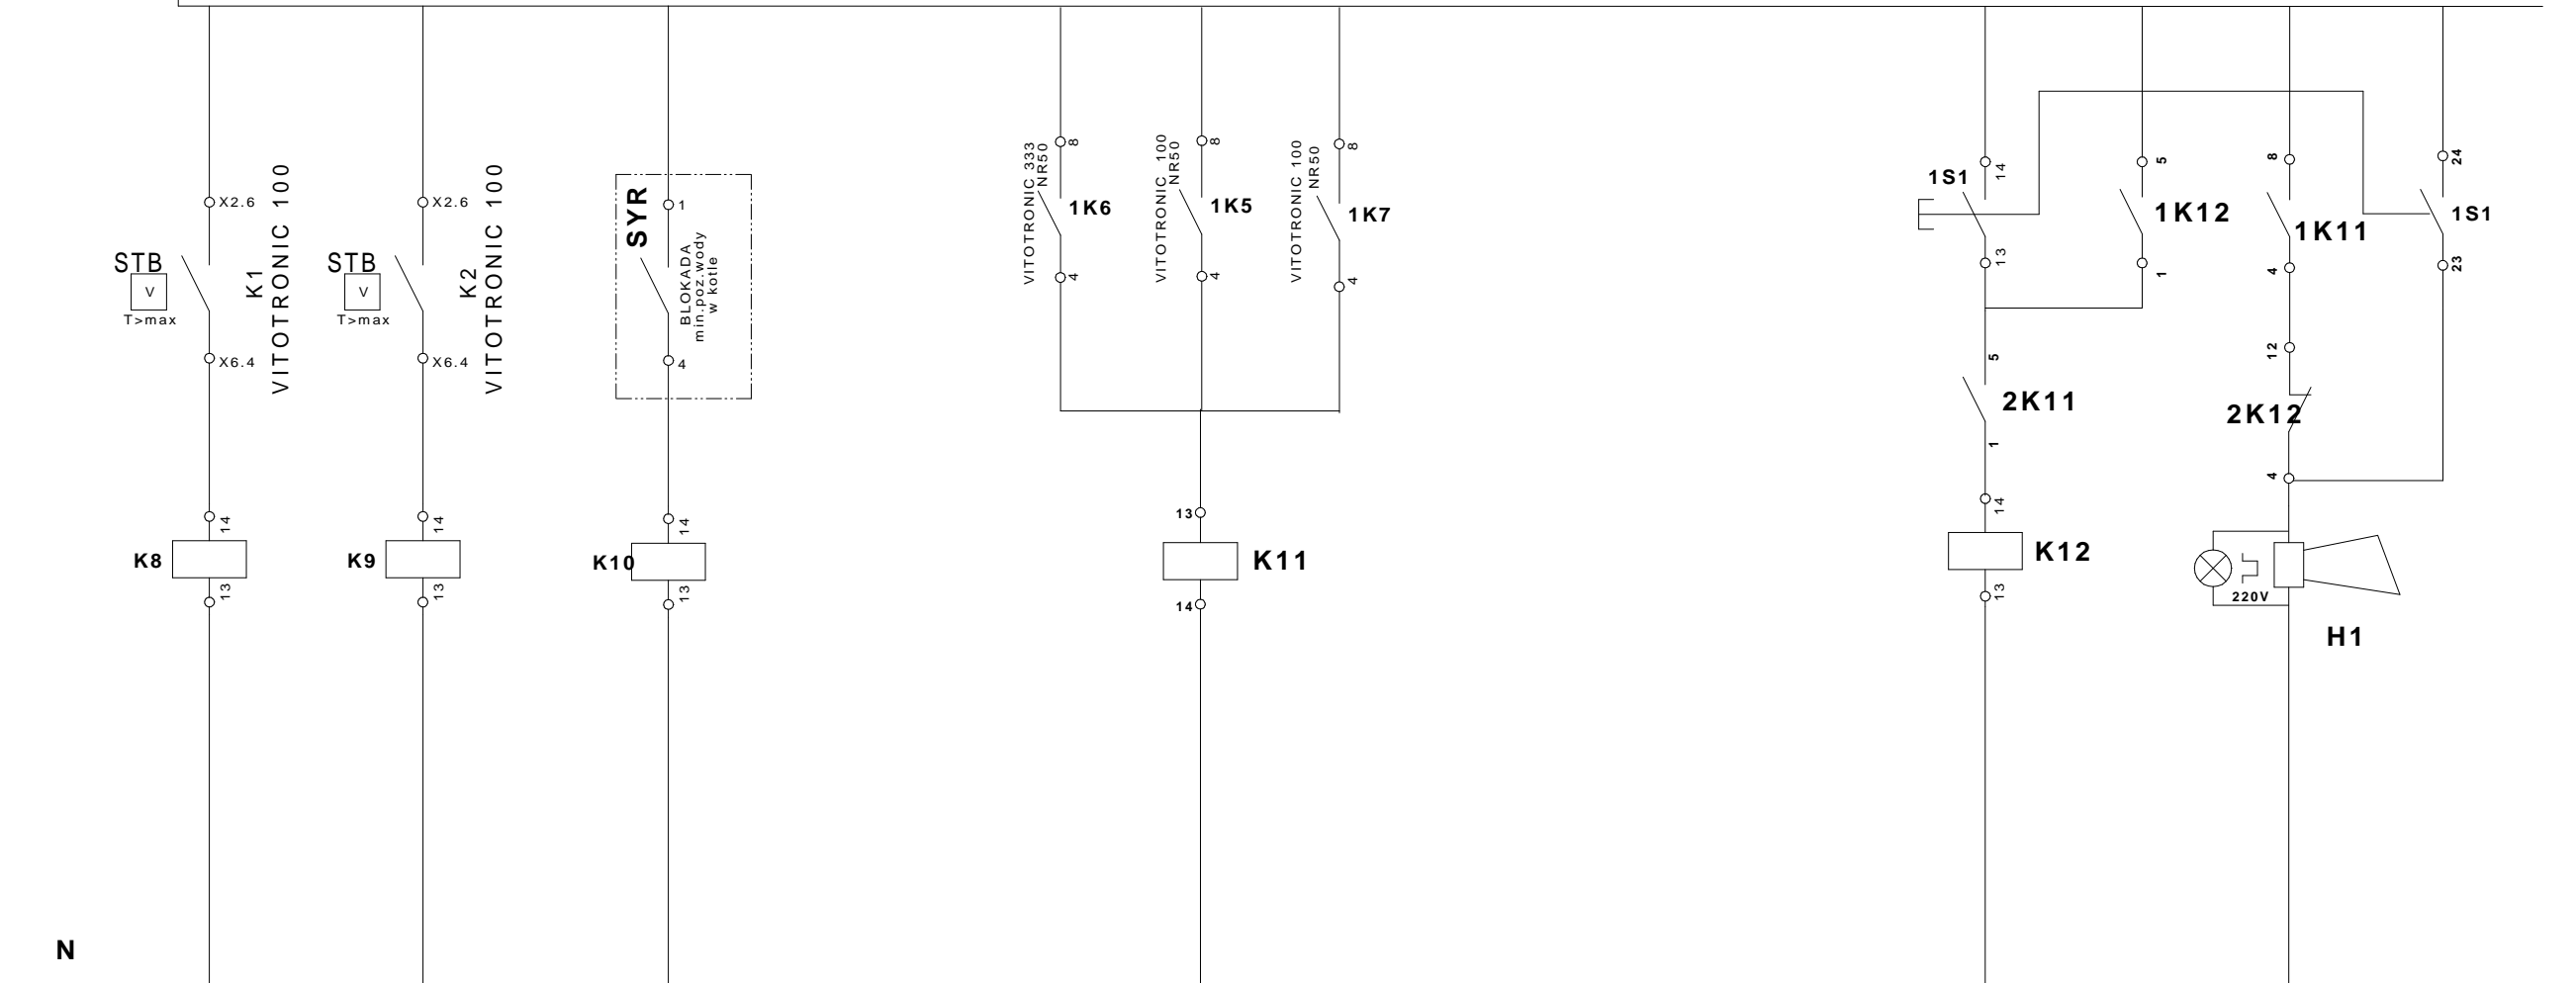 X2.6
STB
V
T>max
K1
VITOTRONIC 100
X6.4
14
K8
13
X2.6
STB
V
T>max
K2
VITOTRONIC 100
X6.4
14
K9
13
SYR
1
BLOKADA
min.poz.wody
w kotle
4
14
K10
13
VITOTRONIC 333
NR50
8
1K6
4
VITOTRONIC 100
NR50
8
1K5
4
VITOTRONIC 100
NR50
8
1K7
4
13
K11
14
14
1S1
13
5
1K12
1
5
2K11
1
14
K12
13
8
1K11
4
12
2K12
4
24
1S1
23
220V
H1
N